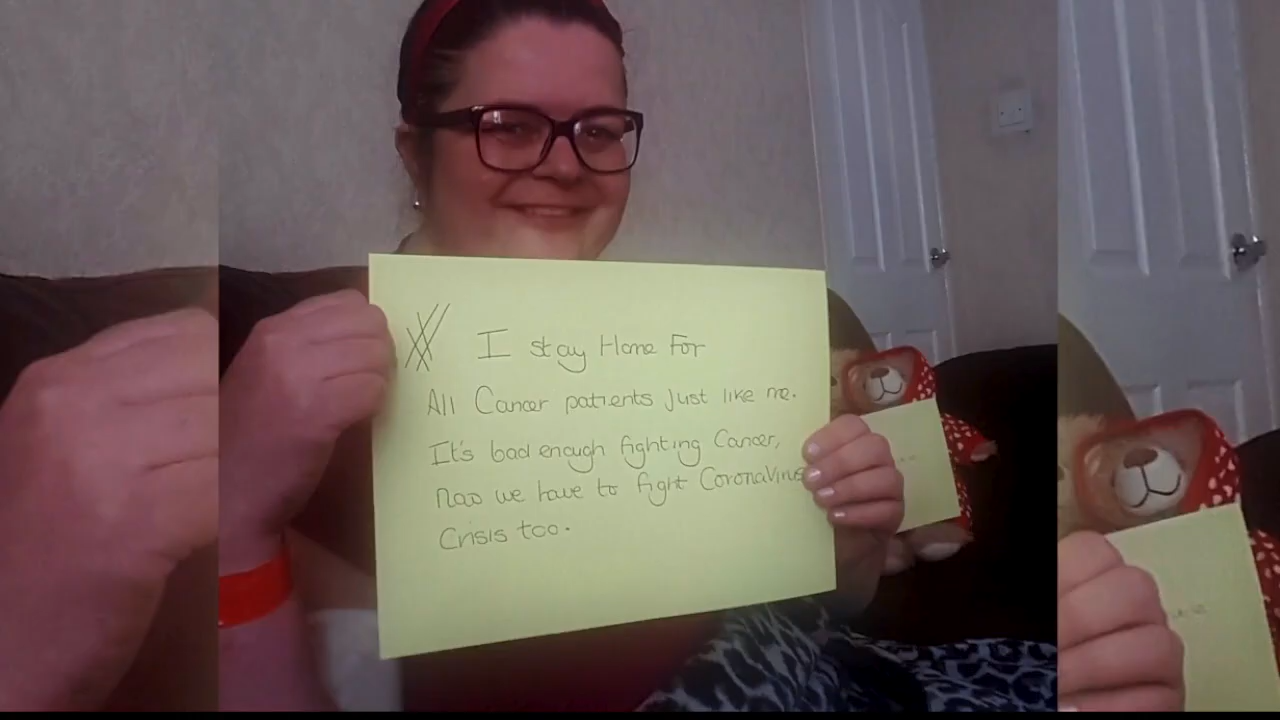 I stay Home For
All Cancer patients Just like me.
It's bad enough fighting Cancer,
Now we have to fight CoronaVirus
Crisis too.